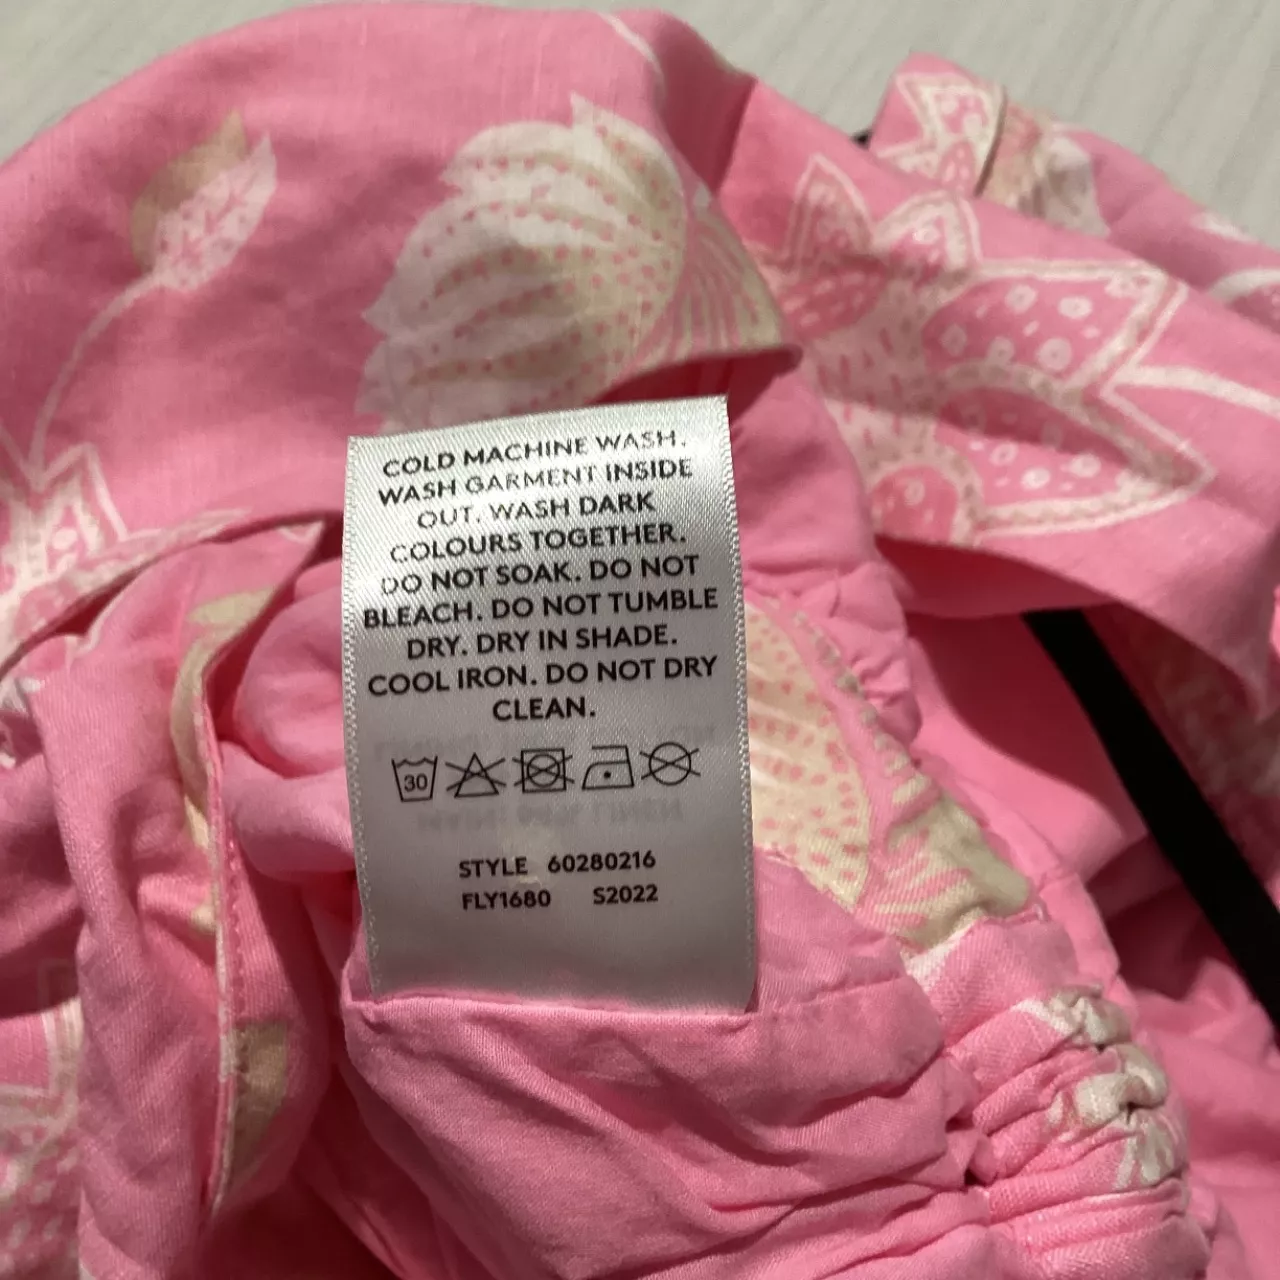 COLD MACHINE WASH.
WASH GARMENT INSIDE
OUT. WASH DARK
COLOURS TOGETHER.
DO NOT SOAK. DO NOT
BLEACH. DO NOT TUMBLE
DRY. DRY IN SHADE.
COOL IRON. DO NOT DRY
CLEAN.
30
STYLE 60280216
FLY1680 S2022